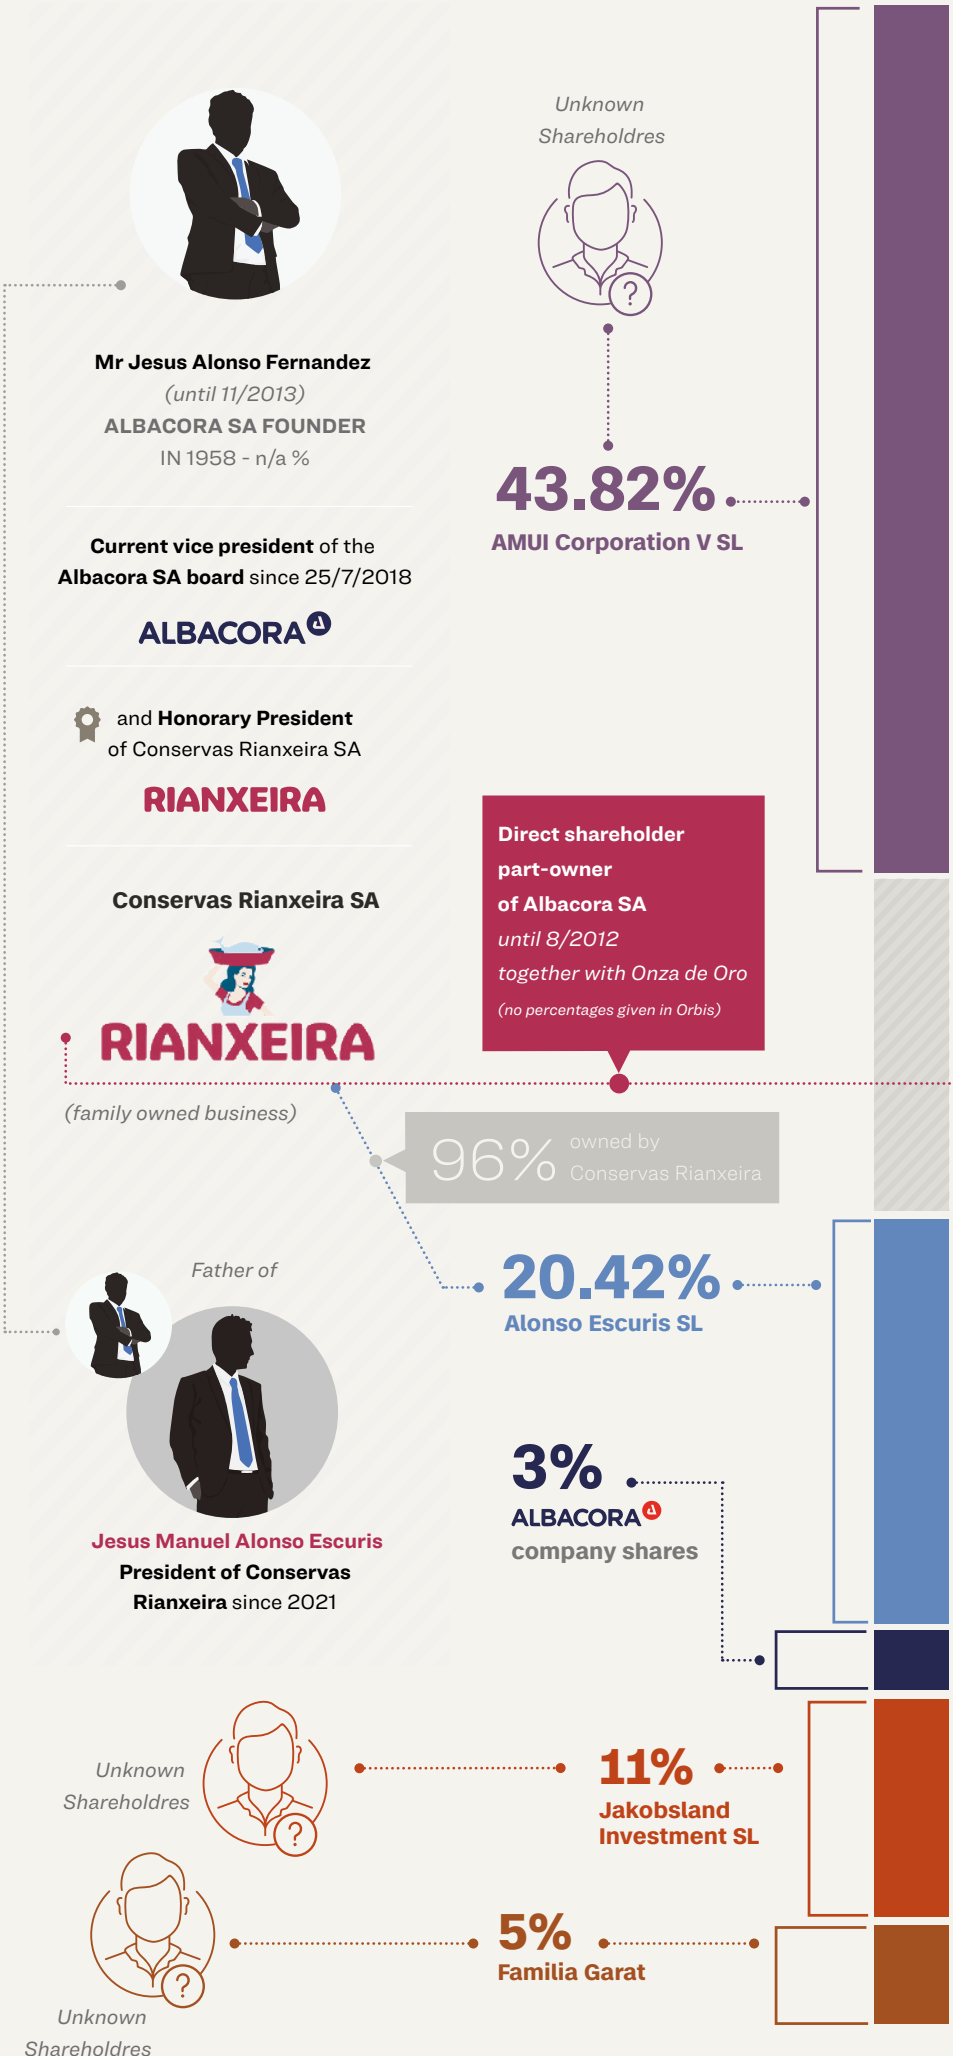 Unknown
Shareholdres
?
Mr Jesus Alonso Fernandez
(until 11/2013)
ALBACORA SA FOUNDER
IN 1958 - n/a %
43.82%
AMUI Corporation V SL
Current vice president of the
Albacora SA board since 25/7/2018
ALBACORA
and Honorary President
of Conservas Rianxeira SA
RIANXEIRA
Direct shareholder
part-owner
of Albacora SA
until 8/2012
together with Onza de Oro
(no percentages given in Orbis)
Conservas Rianxeira SA
RIANXEIRA
(family owned business)
96% owned by
Conservas Rianxeira
20.42%
Alonso Escuris SL
Father of
3%
ALBACORA
company shares
Jesus Manuel Alonso Escuris
President of Conservas
Rianxeira since 2021
Unknown
Shareholdres
?
11%
Jakobsland
Investment SL
5%
Familia Garat
?
Unknown
Shareholdres